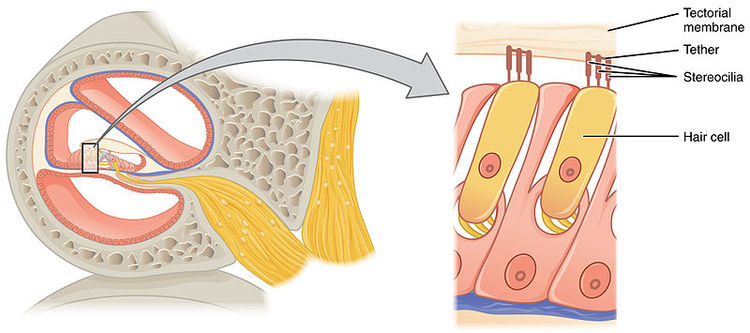 Tectorial
membrane
Tether
Stereocilia
Hair cell